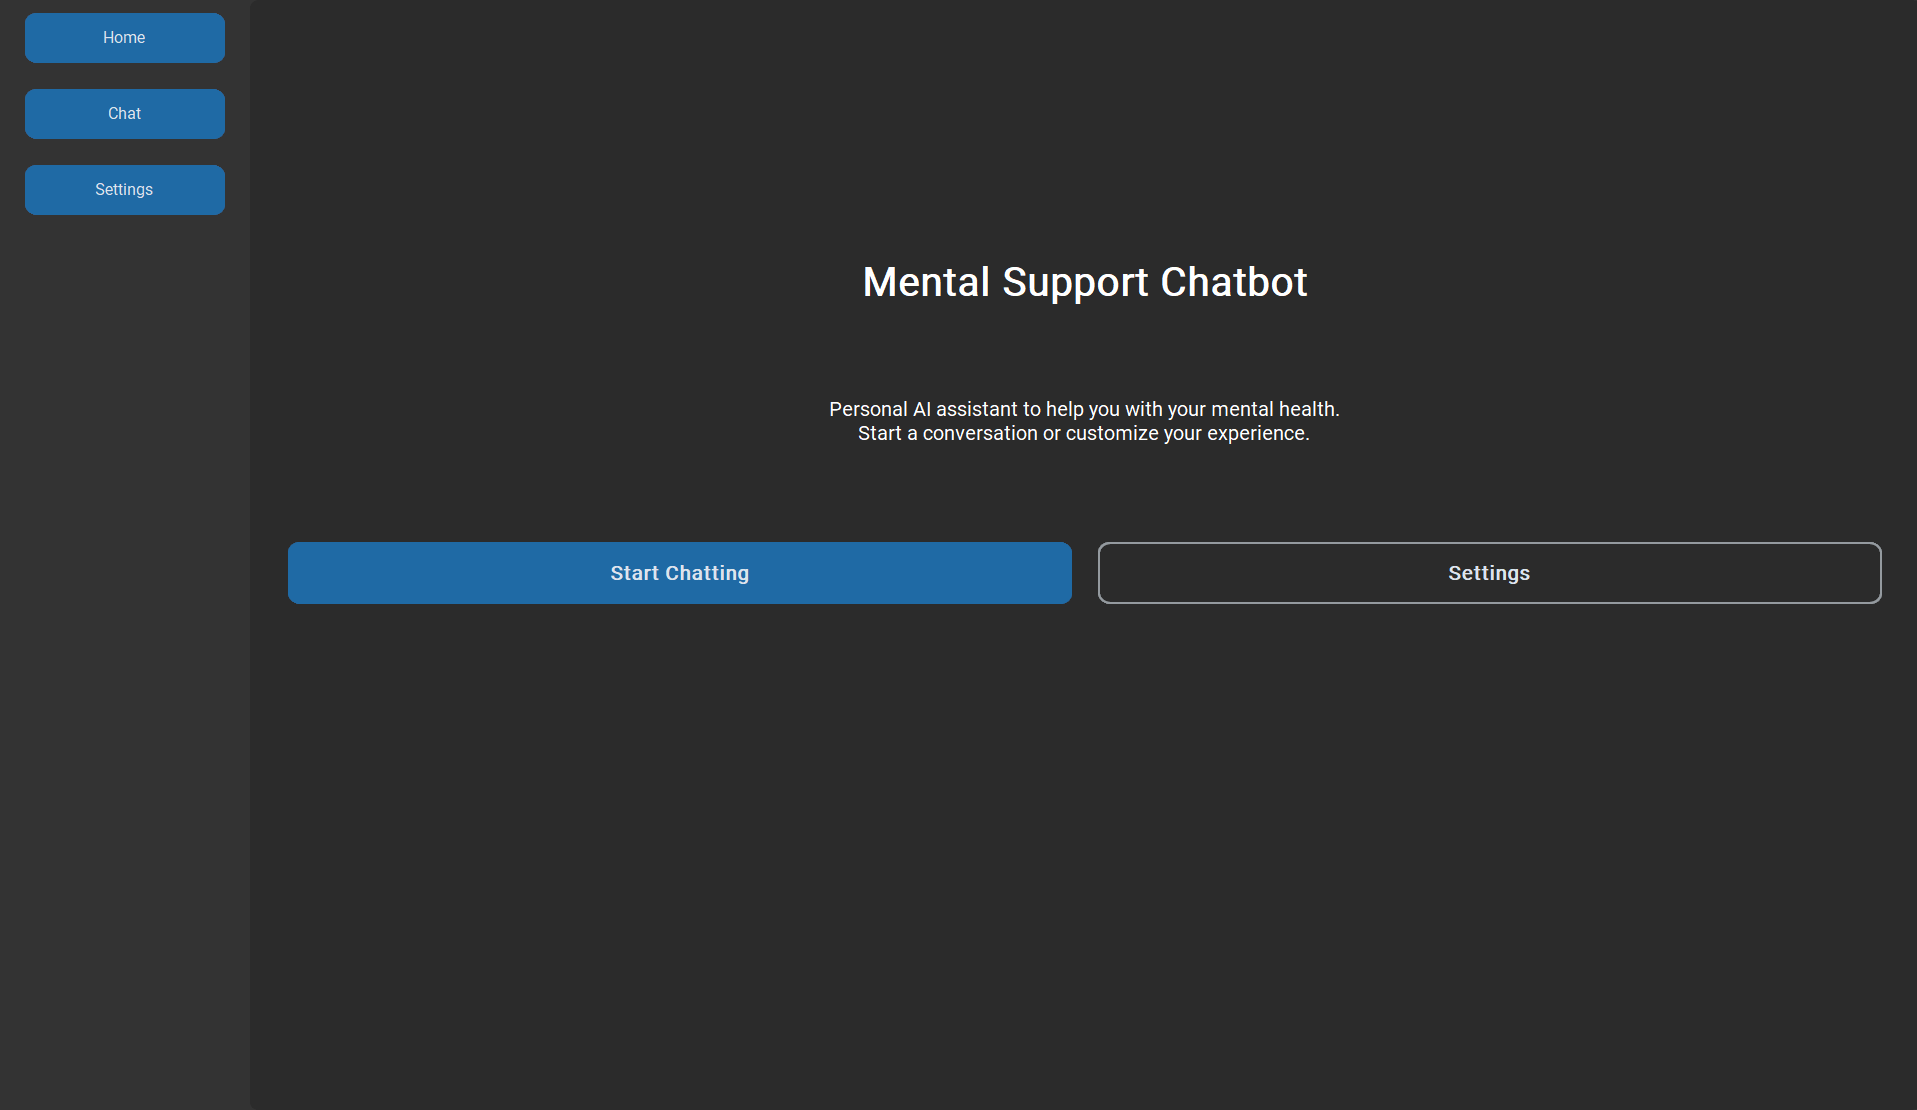 Home
Chat
Settings
Mental Support Chatbot
Personal AI assistant to help you with your mental health.
Start a conversation or customize your experience.
Start Chatting
Settings